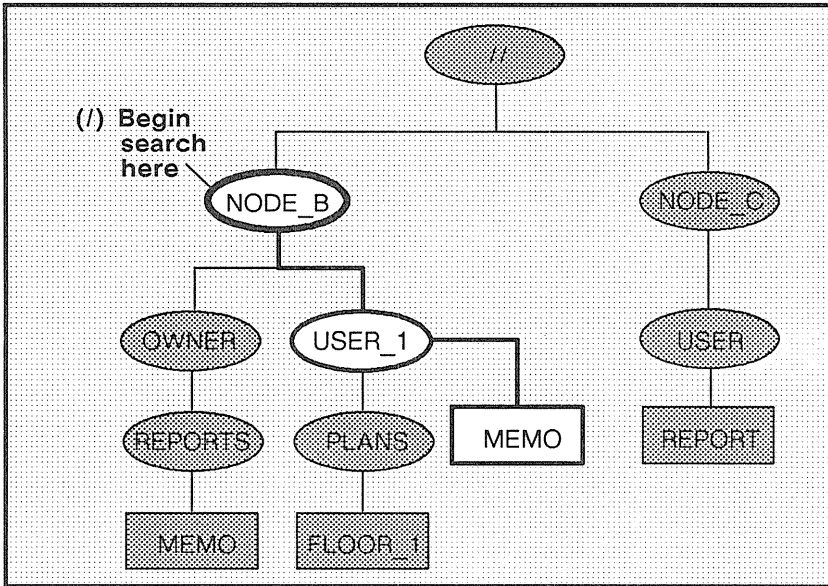 //
(/) Begin
search
here
NODE_B
NODE_C
OWNER
USER_1
USER
REPORTS
PLANS
MEMO
REPORT
MEMO
FLOOR_1